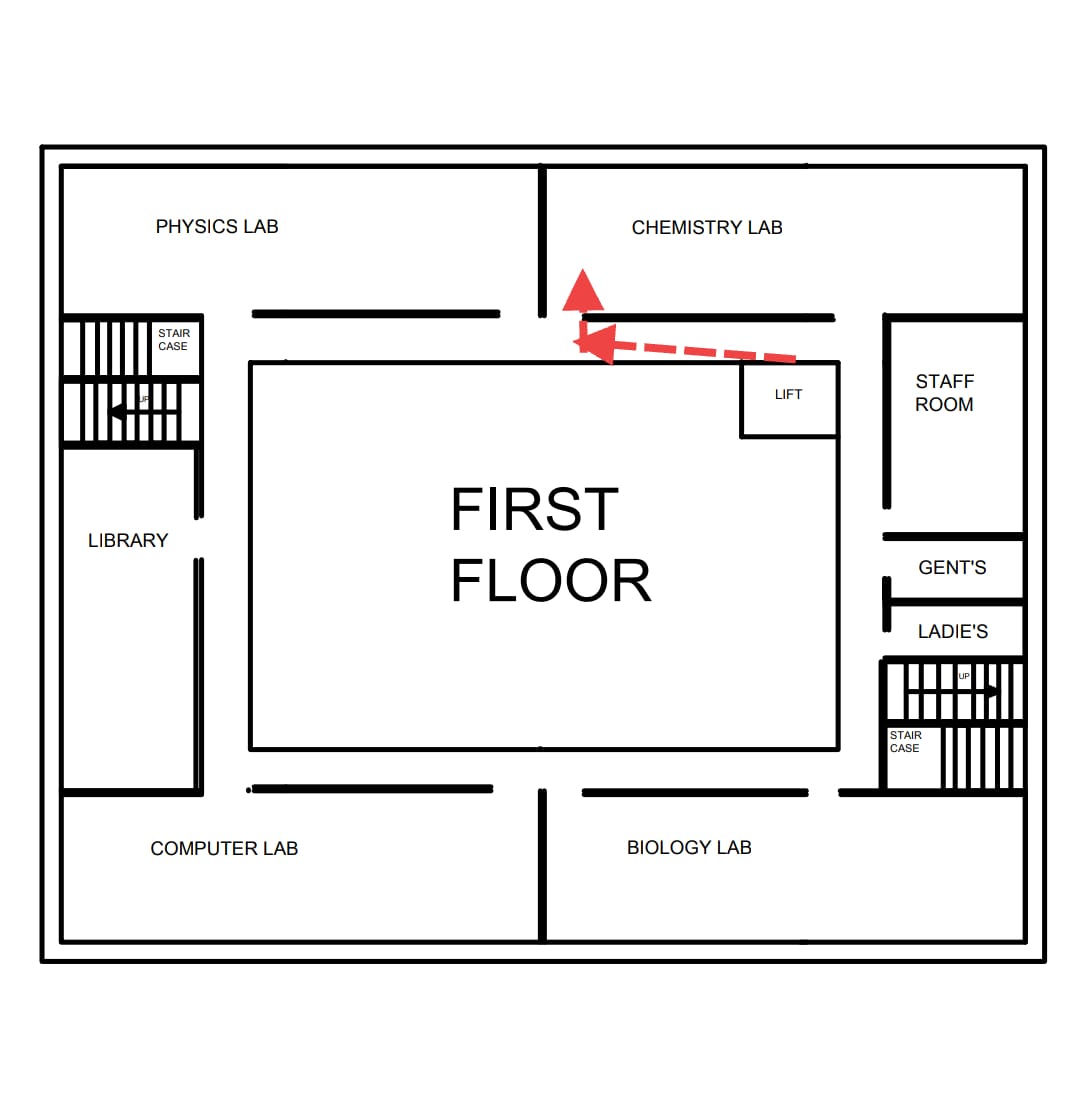 PHYSICS LAB
CHEMISTRY LAB
STAIR
CASE
UP
LIFT
STAFF
ROOM
FIRST
FLOOR
LIBRARY
GENT'S
LADIE'S
UP
STAIR
CASE
COMPUTER LAB
BIOLOGY LAB